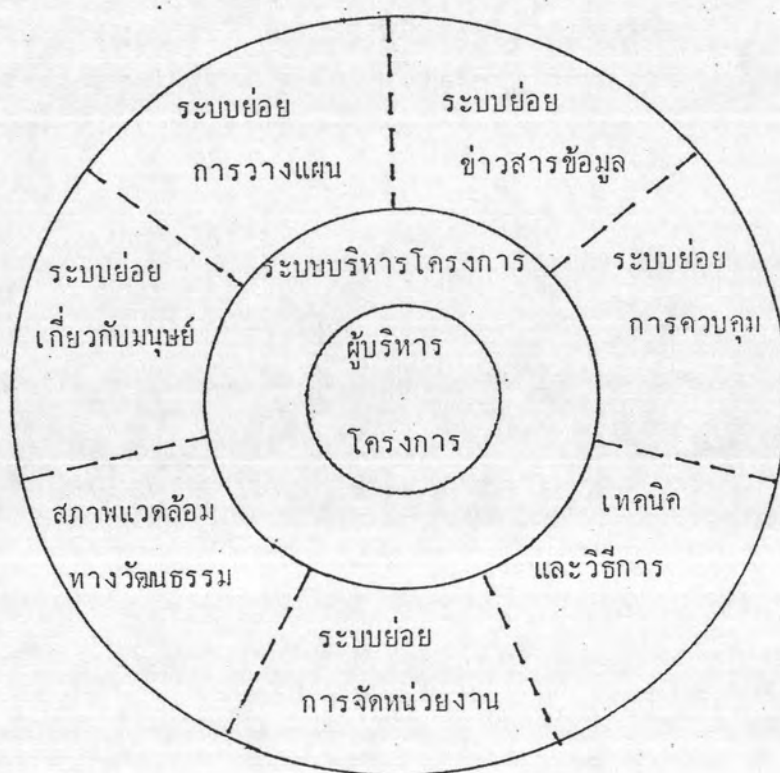 ระบบย่อย
การวางแผน
ระบบย่อย
ข่าวสารข้อมูล
ระบบย่อย
การควบคุม
เทคนิค
และวิธีการ
ระบบย่อย
การจัดหน่วยงาน
สภาพแวดล้อม
ทางวัฒนธรรม
ระบบย่อย
เกี่ยวกับมนุษย์
ระบบบริหารโครงการ
ผู้บริหาร
โครงการ